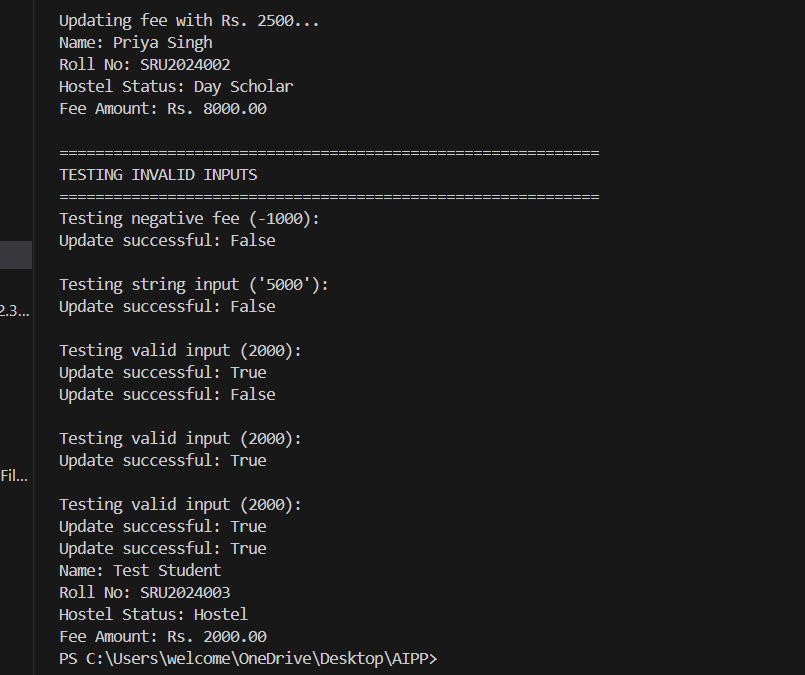 Updating fee with Rs. 2500...
Name: Priya Singh
Roll No: SRU2024002
Hostel Status: Day Scholar
Fee Amount: Rs. 8000.00
============================================================
TESTING INVALID INPUTS
============================================================
Testing negative fee (-1000):
Update successful: False
Testing string input ('5000'):
Update successful: False
2.3...
Testing valid input (2000):
Update successful: True
Update successful: False
Testing valid input (2000):
Update successful: True
Fil...
Testing valid input (2000):
Update successful: True
Update successful: True
Name: Test Student
Roll No: SRU2024003
Hostel Status: Hostel
Fee Amount: Rs. 2000.00
PS C:\Users\welcome\OneDrive\Desktop\AIPP>